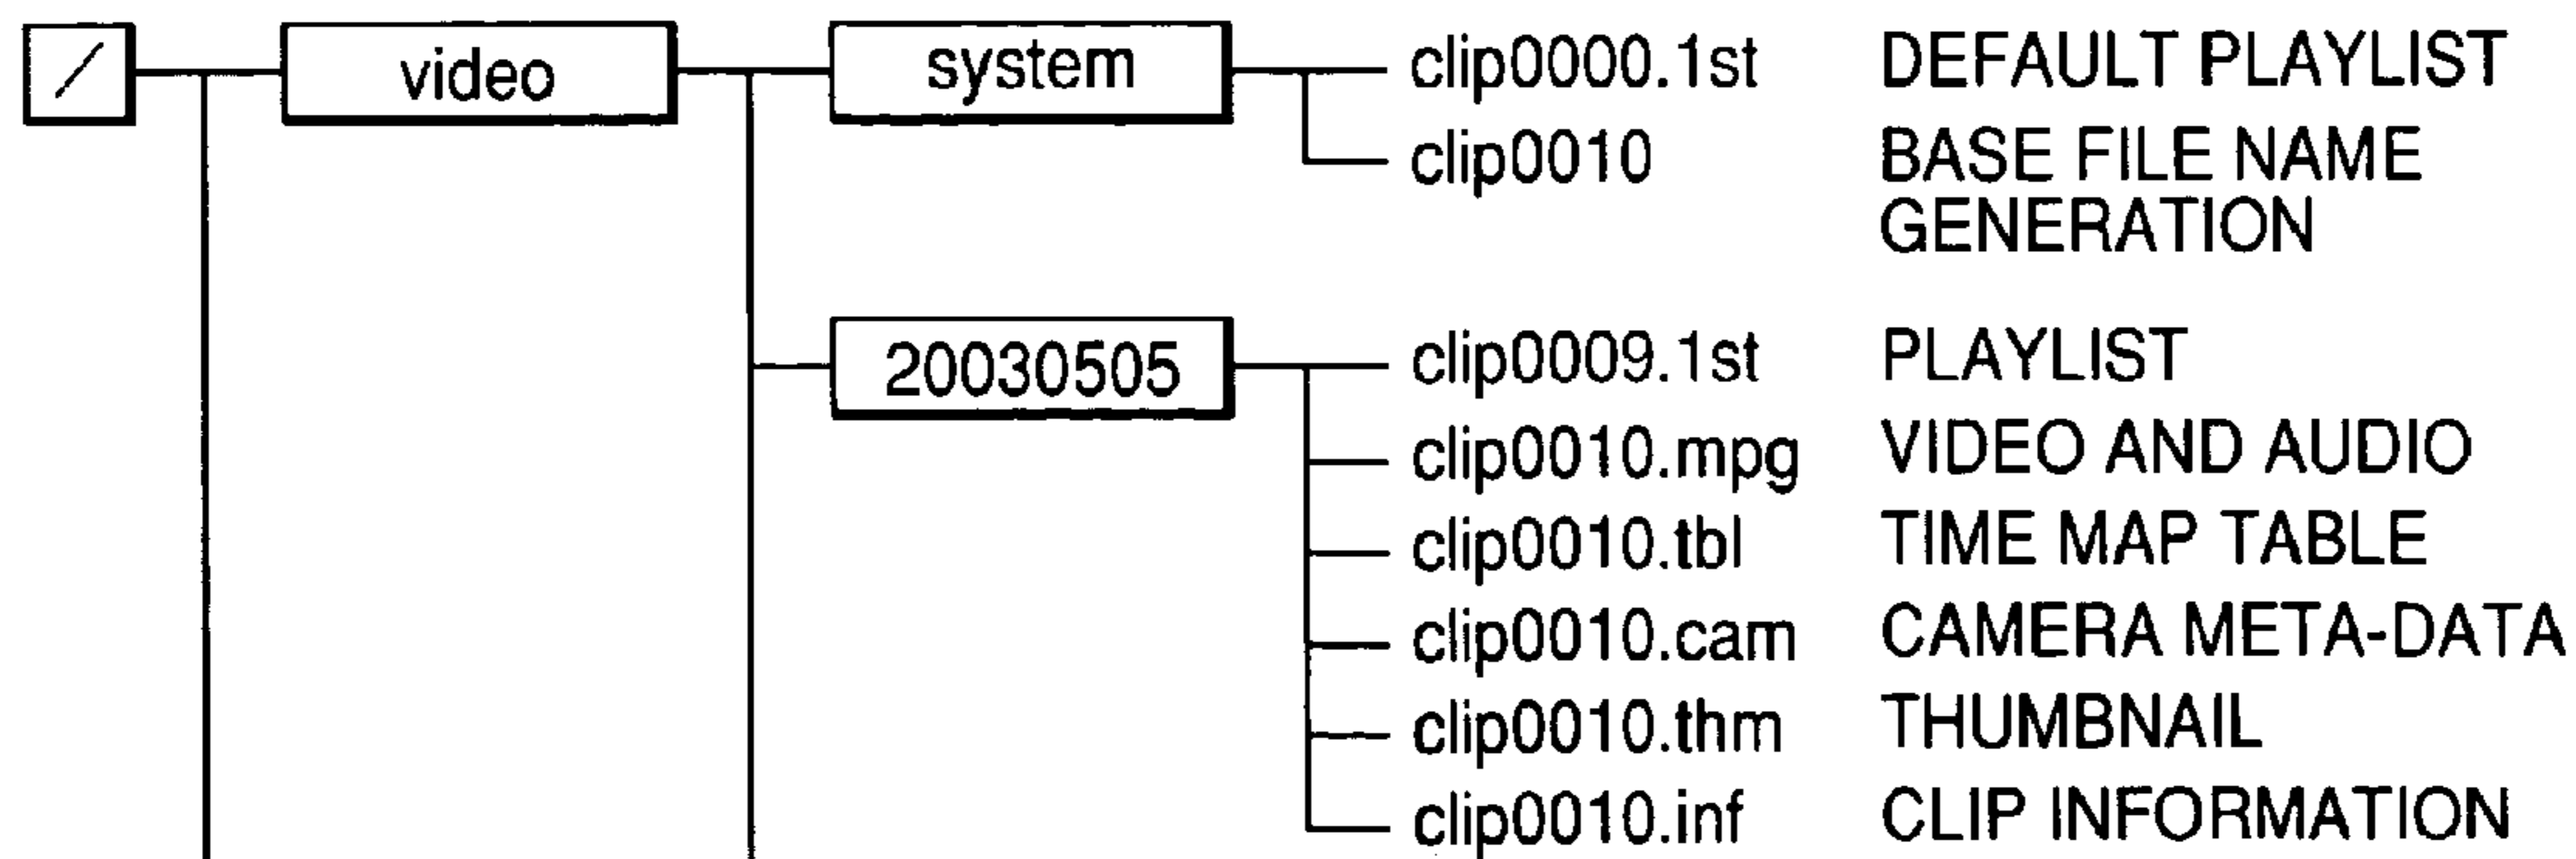 / video system clip0000.1st DEFAULT PLAYLIST
clip0010 BASE FILE NAME
GENERATION
20030505 clip0009.1st PLAYLIST
clip0010.mpg VIDEO AND AUDIO
clip0010.tbl TIME MAP TABLE
clip0010.cam CAMERA META-DATA
clip0010.thm THUMBNAIL
clip0010.inf CLIP INFORMATION